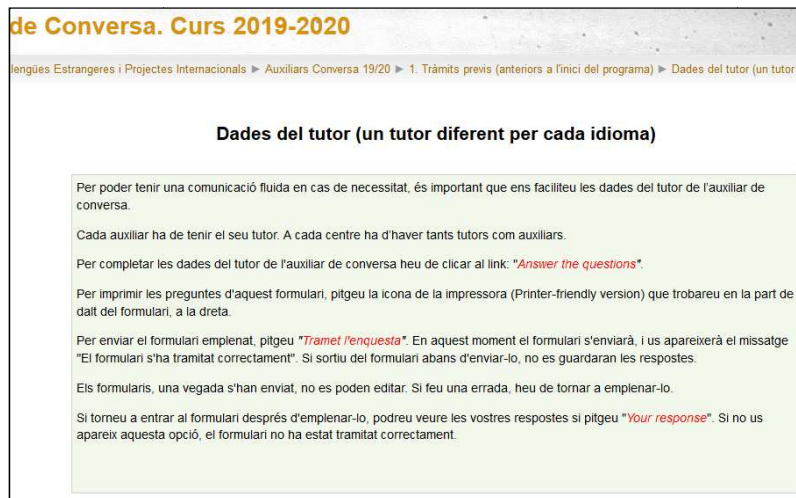 de Conversa. Curs 2019-2020
lengües Estrangeres i Projectes Internacionals ► Auxiliars Conversa 19/20 ► 1. Tràmits previs (anteriors a l'inici del programa) ► Dades del tutor (un tutor
Dades del tutor (un tutor diferent per cada idioma)
Per poder tenir una comunicació fluida en cas de necessitat, és important que ens faciliteu les dades del tutor de l'auxiliar de
conversa.
Cada auxiliar ha de tenir el seu tutor. A cada centre ha d'haver tants tutors com auxiliars.
Per completar les dades del tutor de l'auxiliar de conversa heu de clicar al link: "Answer the questions".
Per imprimir les preguntes d'aquest formulari, pitgeu la icona de la impressora (Printer-friendly version) que trobareu en la part de
dalt del formulari, a la dreta.
Per enviar el formulari emplenat, pitgeu "Tramet l'enquesta". En aquest moment el formulari s'enviarà, i us apareixerà el missatge
"El formulari s'ha tramitat correctament". Si sortiu del formulari abans d'enviar-lo, no es guardaran les respostes.
Els formularis, una vegada s'han enviat, no es poden editar. Si feu una errada, heu de tornar a emplenar-lo.
Si torneu a entrar al formulari després d'emplenar-lo, podreu veure les vostres respostes si pitgeu "Your response". Si no us
apareix aquesta opció, el formulari no ha estat tramitat correctament.